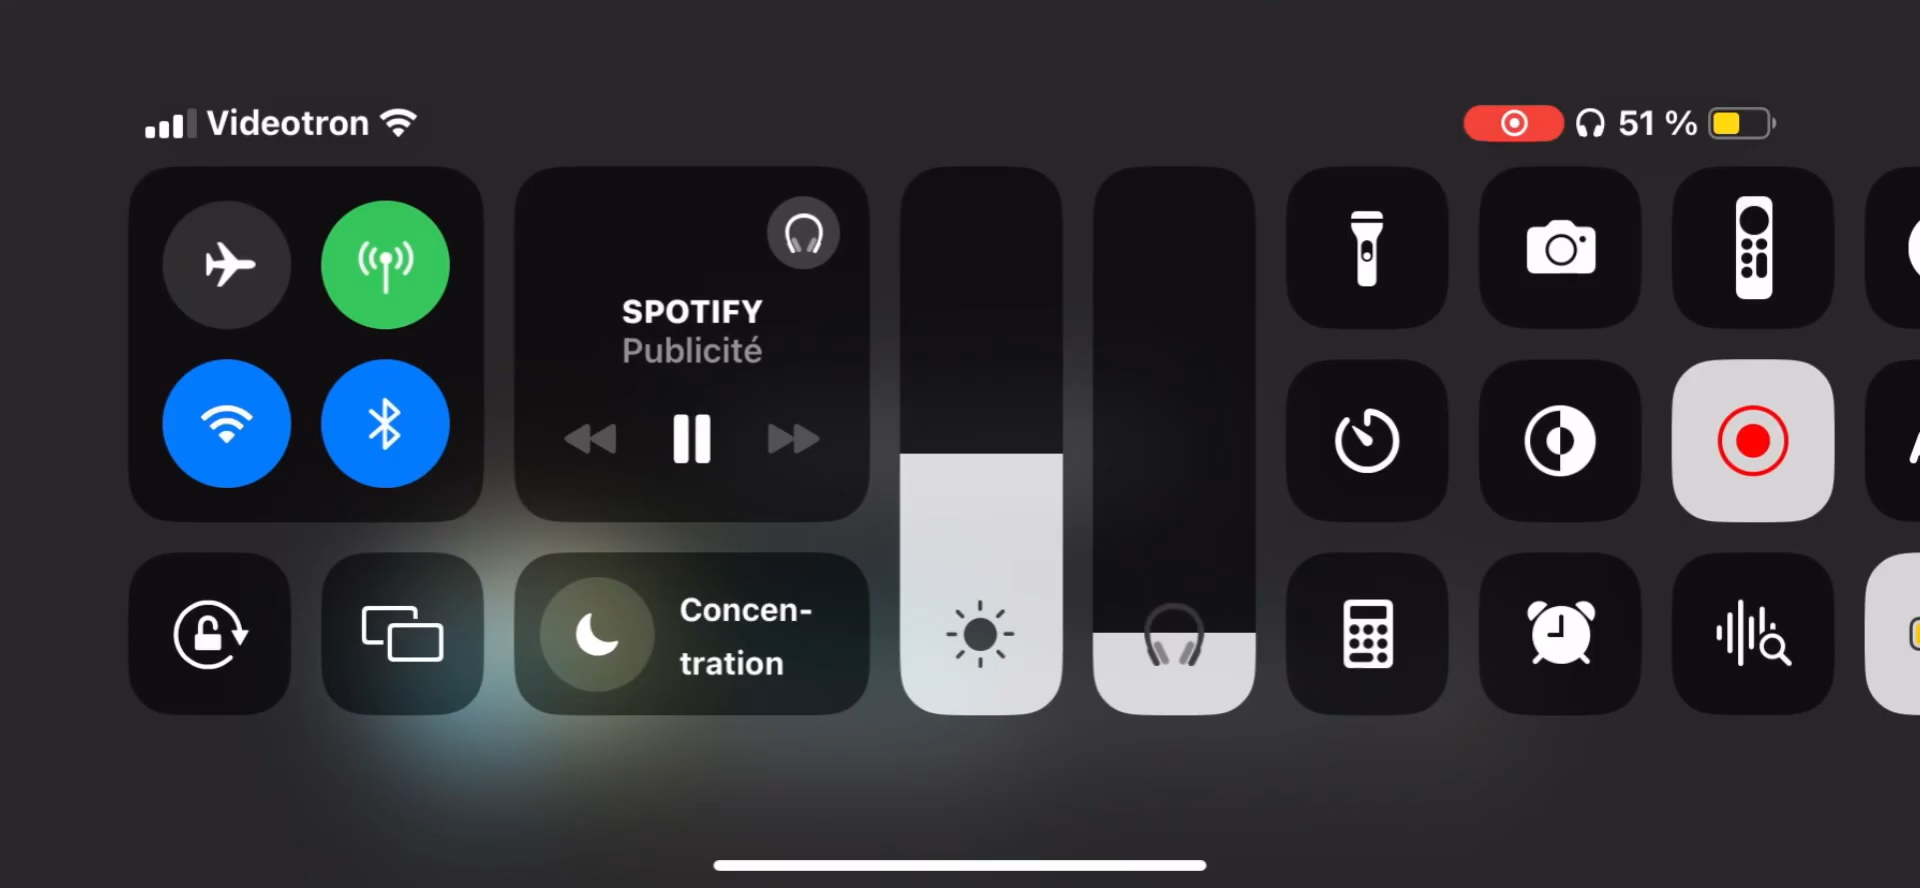 Videotron
51 %
SPOTIFY
Publicité
Concen-
tration